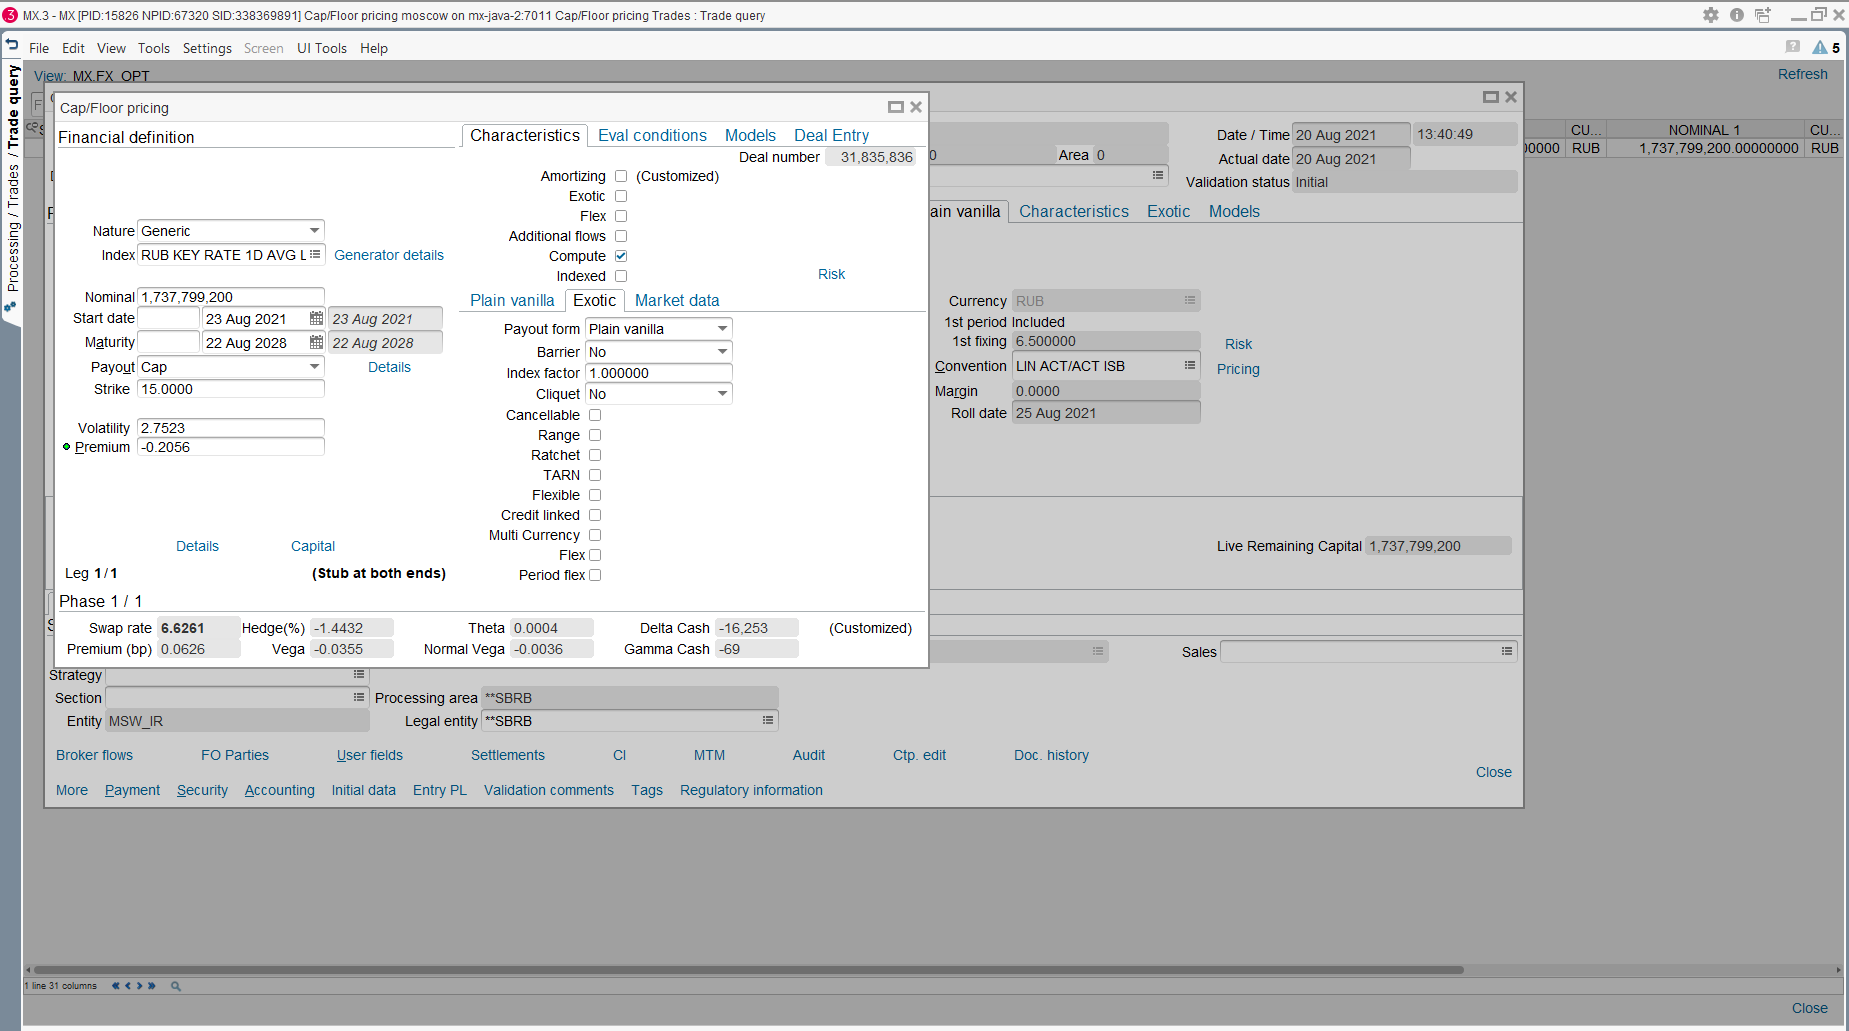 MX.3 - MX [PID:15826 NPID:67320 SID:338369891] Cap/Floor pricing moscow on mx-java-2:7011 Cap/Floor pricing Trades : Trade query
File Edit View Tools Settings Screen UI Tools Help
5
Processing / Trades / Trade query
View: MX.FX_OPT
Refresh
Cap/Floor pricing
Financial definition
Characteristics Eval conditions Models Deal Entry
Deal number 31,835,836
Amortizing (Customized)
Exotic
Flex
Additional flows
Compute
Indexed
Risk
Nature Generic
Index RUB KEY RATE 1D AVG L Generator details
Nominal 1,737,799,200
Start date 23 Aug 2021 23 Aug 2021
Maturity 22 Aug 2028 22 Aug 2028
Payout Cap Details
Strike 15.0000
Volatility 2.7523
Premium -0.2056
Plain vanilla Exotic Market data
Payout form Plain vanilla
Barrier No
Index factor 1.000000
Cliquet No
Cancellable
Range
Ratchet
TARN
Flexible
Credit linked
Multi Currency
Flex
Period flex
Details Capital
Leg 1/1 (Stub at both ends)
Phase 1 / 1
Swap rate 6.6261 Hedge(%) -1.4432 Theta 0.0004 Delta Cash -16,253 (Customized)
Premium (bp) 0.0626 Vega -0.0355 Normal Vega -0.0036 Gamma Cash -69
0 Area 0
Date / Time 20 Aug 2021 13:40:49
Actual date 20 Aug 2021
Validation status Initial
ain vanilla Characteristics Exotic Models
Currency RUB
1st period Included
1st fixing 6.500000
Convention LIN ACT/ACT ISB
Margin 0.0000
Roll date 25 Aug 2021
Risk
Pricing
Live Remaining Capital 1,737,799,200
CU... NOMINAL 1 CU...
00000 RUB 1,737,799,200.00000000 RUB
Sales
Strategy
Section Processing area **SBRB
Entity MSW_IR Legal entity **SBRB
Broker flows FO Parties User fields Settlements CI MTM Audit Ctp. edit Doc. history
Close
More Payment Security Accounting Initial data Entry PL Validation comments Tags Regulatory information
1 line 31 columns
Close